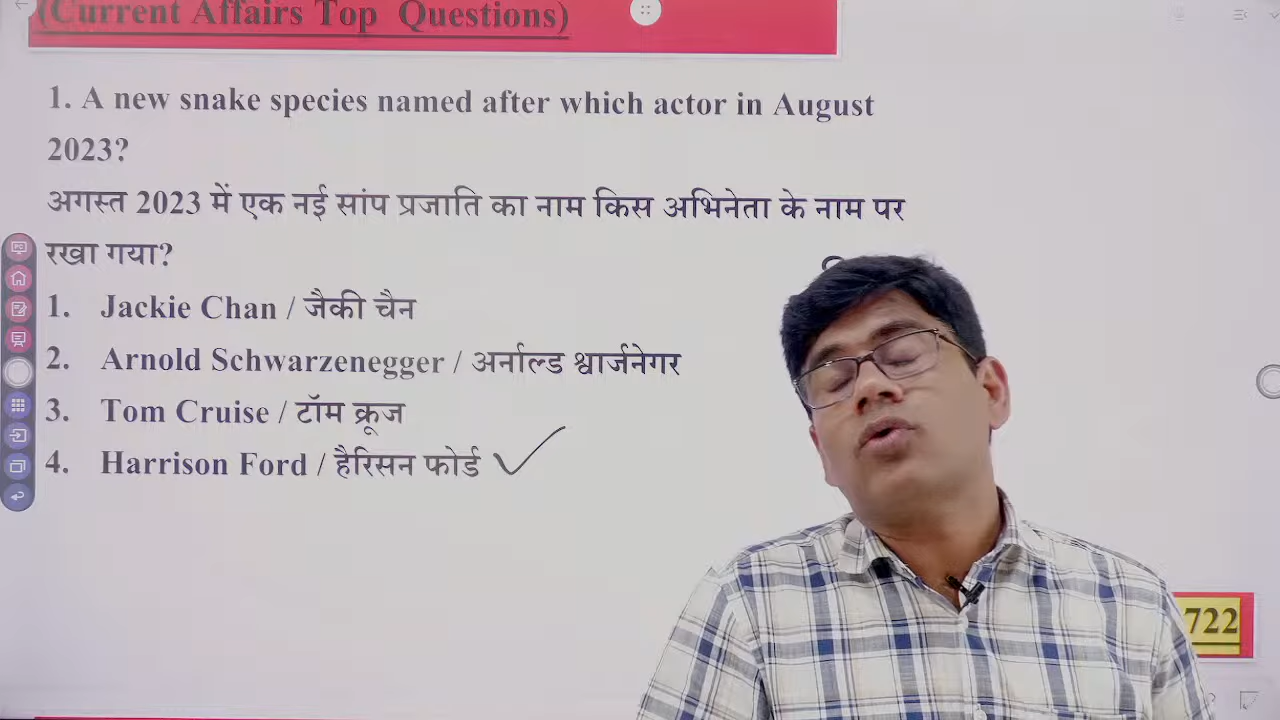 (Current Affairs Top Questions)
1. A new snake species named after which actor in August
2023?
अगस्त 2023 में एक नई सांप प्रजाति का नाम किस अभिनेता के नाम पर
रखा गया?
1. Jackie Chan / जैकी चैन
2. Arnold Schwarzenegger / अर्नाल्ड श्वार्जनेगर
3. Tom Cruise / टॉम क्रूज
4. Harrison Ford / हैरिसन फोर्ड
722